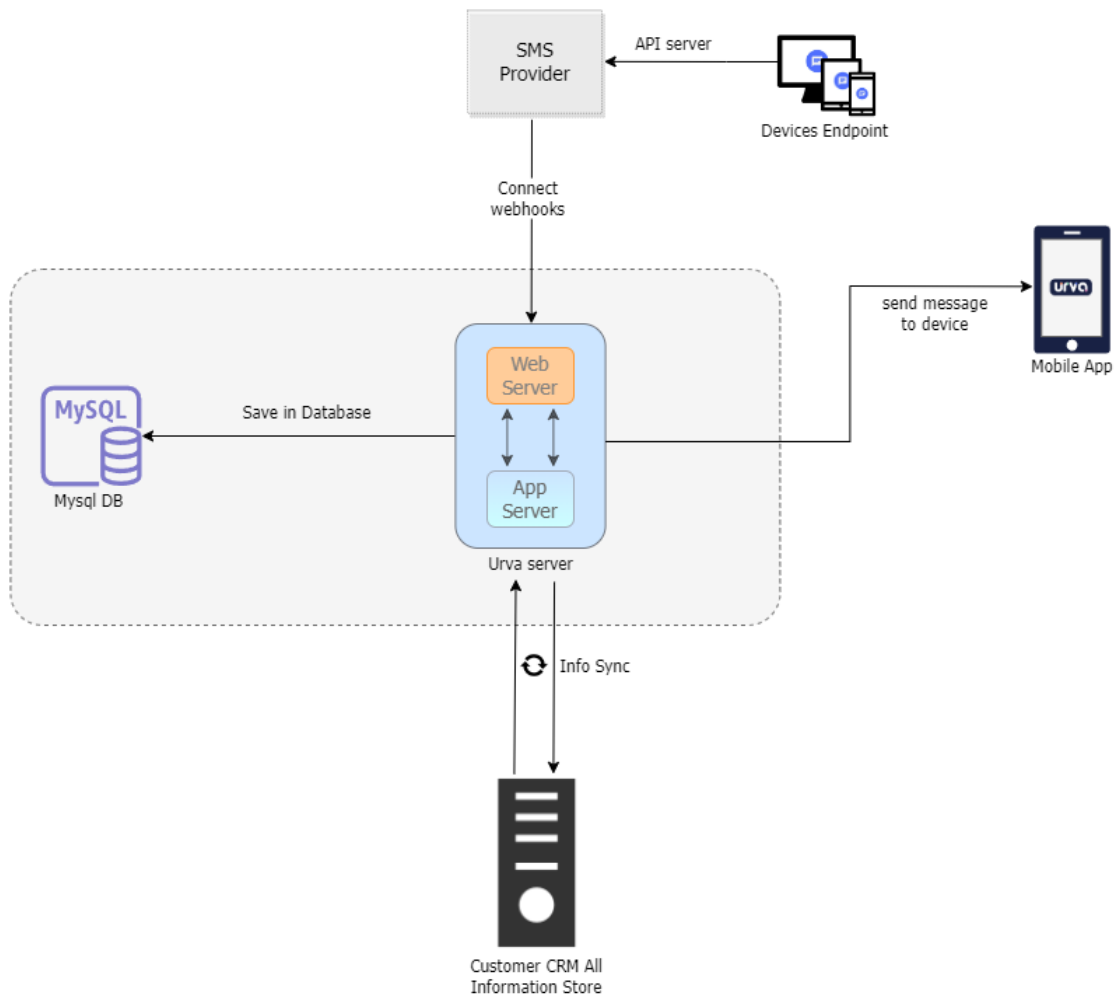 SMS
Provider
API server
Devices Endpoint
Connect
webhooks
urva
send message
to device
Mobile App
Web
Server
MySQL
Save in Database
Mysql DB
App
Server
Urva server
Info Sync
Customer CRM All
Information Store